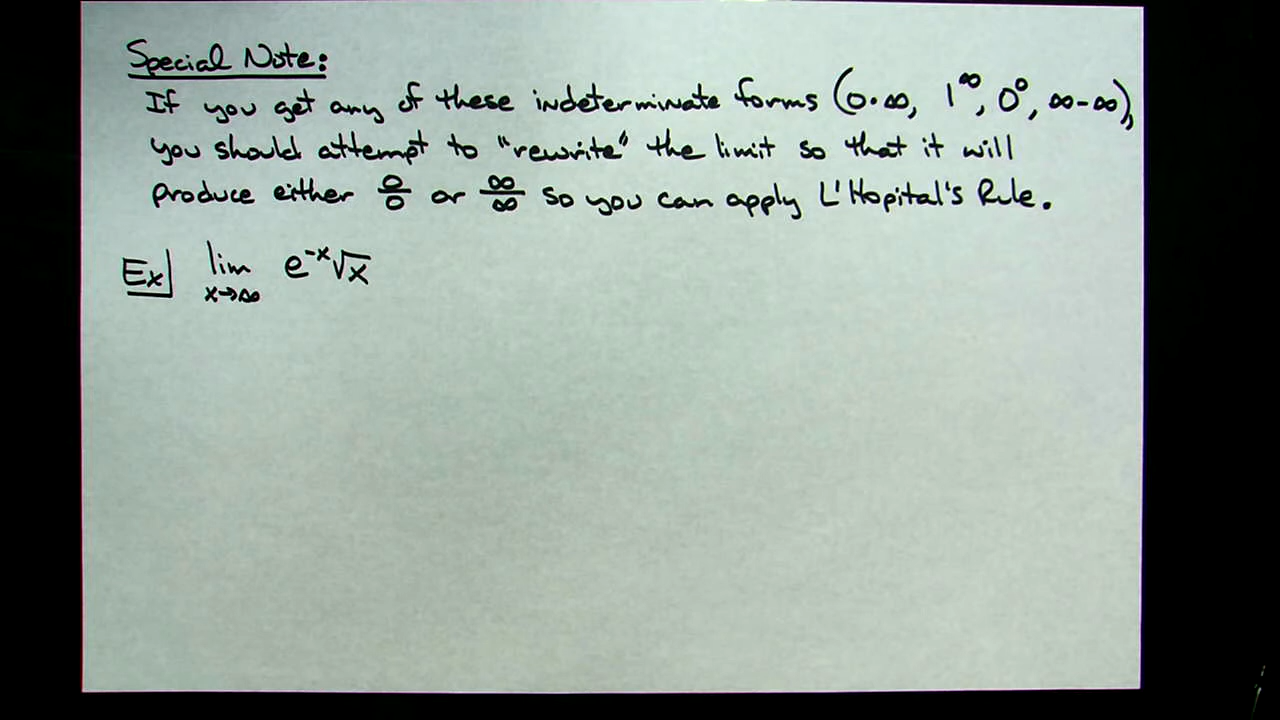 Special Note:
If you get any of these indeterminate forms (0·∞, 1^∞, 0^0, ∞-∞),
you should attempt to "rewrite" the limit so that it will
produce either 0/0 or ∞/∞ so you can apply L'Hopital's Rule.
Ex] lim x→∞ e^-x√x